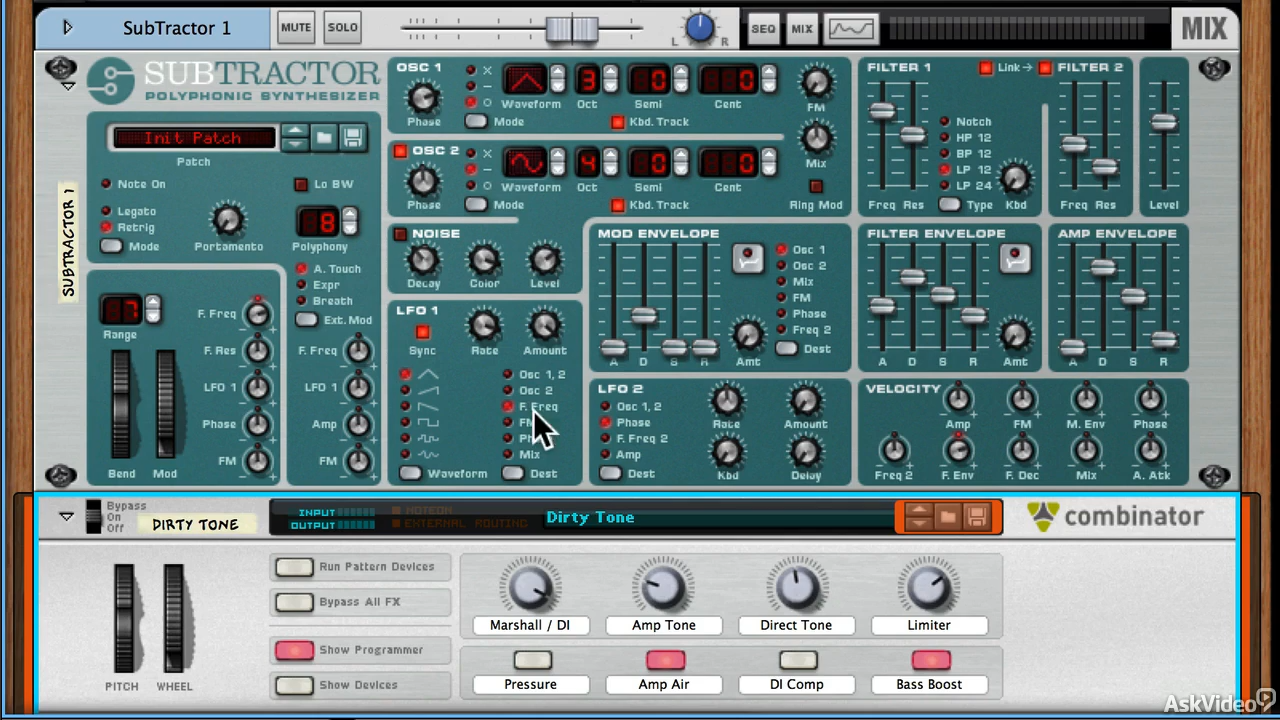 SubTractor 1
MUTE
SOLO
L R
SEQ
MIX
MIX
SUBTRACTOR
POLYPHONIC SYNTHESIZER
Init Patch
Patch
Note On
Lo BW
Legato
Retrig
Mode
Portamento
8
Polyphony
SUBTRACTOR 1
7
Range
Bend
Mod
F. Freq
F. Res
LFO 1
Phase
FM
A. Touch
Expr
Breath
Ext. Mod
F. Freq
LFO 1
Amp
FM
OSC 1
Phase
Mode
Waveform
3
Oct
0
Semi
0
Cent
Kbd. Track
FM
OSC 2
Phase
Mode
Waveform
4
Oct
0
Semi
0
Cent
Kbd. Track
Mix
Ring Mod
NOISE
Decay
Color
Level
LFO 1
Sync
Rate
Amount
Osc 1, 2
Osc 2
F. Freq
FM
Mix
Waveform
Dest
MOD ENVELOPE
Osc 1
Osc 2
Mix
FM
Phase
Freq 2
Dest
A D S R
Amt
LFO 2
Osc 1, 2
Phase
F. Freq 2
Amp
Dest
Rate
Amount
Kbd
Delay
FILTER 1
Link
FILTER 2
Notch
HP 12
BP 12
LP 12
LP 24
Type
Freq Res
Kbd
Freq Res
Level
FILTER ENVELOPE
A D S R
Amt
AMP ENVELOPE
A D S R
VELOCITY
Amp
FM
M. Env
Phase
Freq 2
F. Env
F. Dec
Mix
A. Atk
Bypass
On
Off
DIRTY TONE
INPUT
OUTPUT
NOTEON
EXTERNAL ROUTING
Dirty Tone
combinator
PITCH
WHEEL
Run Pattern Devices
Bypass All FX
Show Programmer
Show Devices
Marshall / DI
Amp Tone
Direct Tone
Limiter
Pressure
Amp Air
DI Comp
Bass Boost
AskVideo